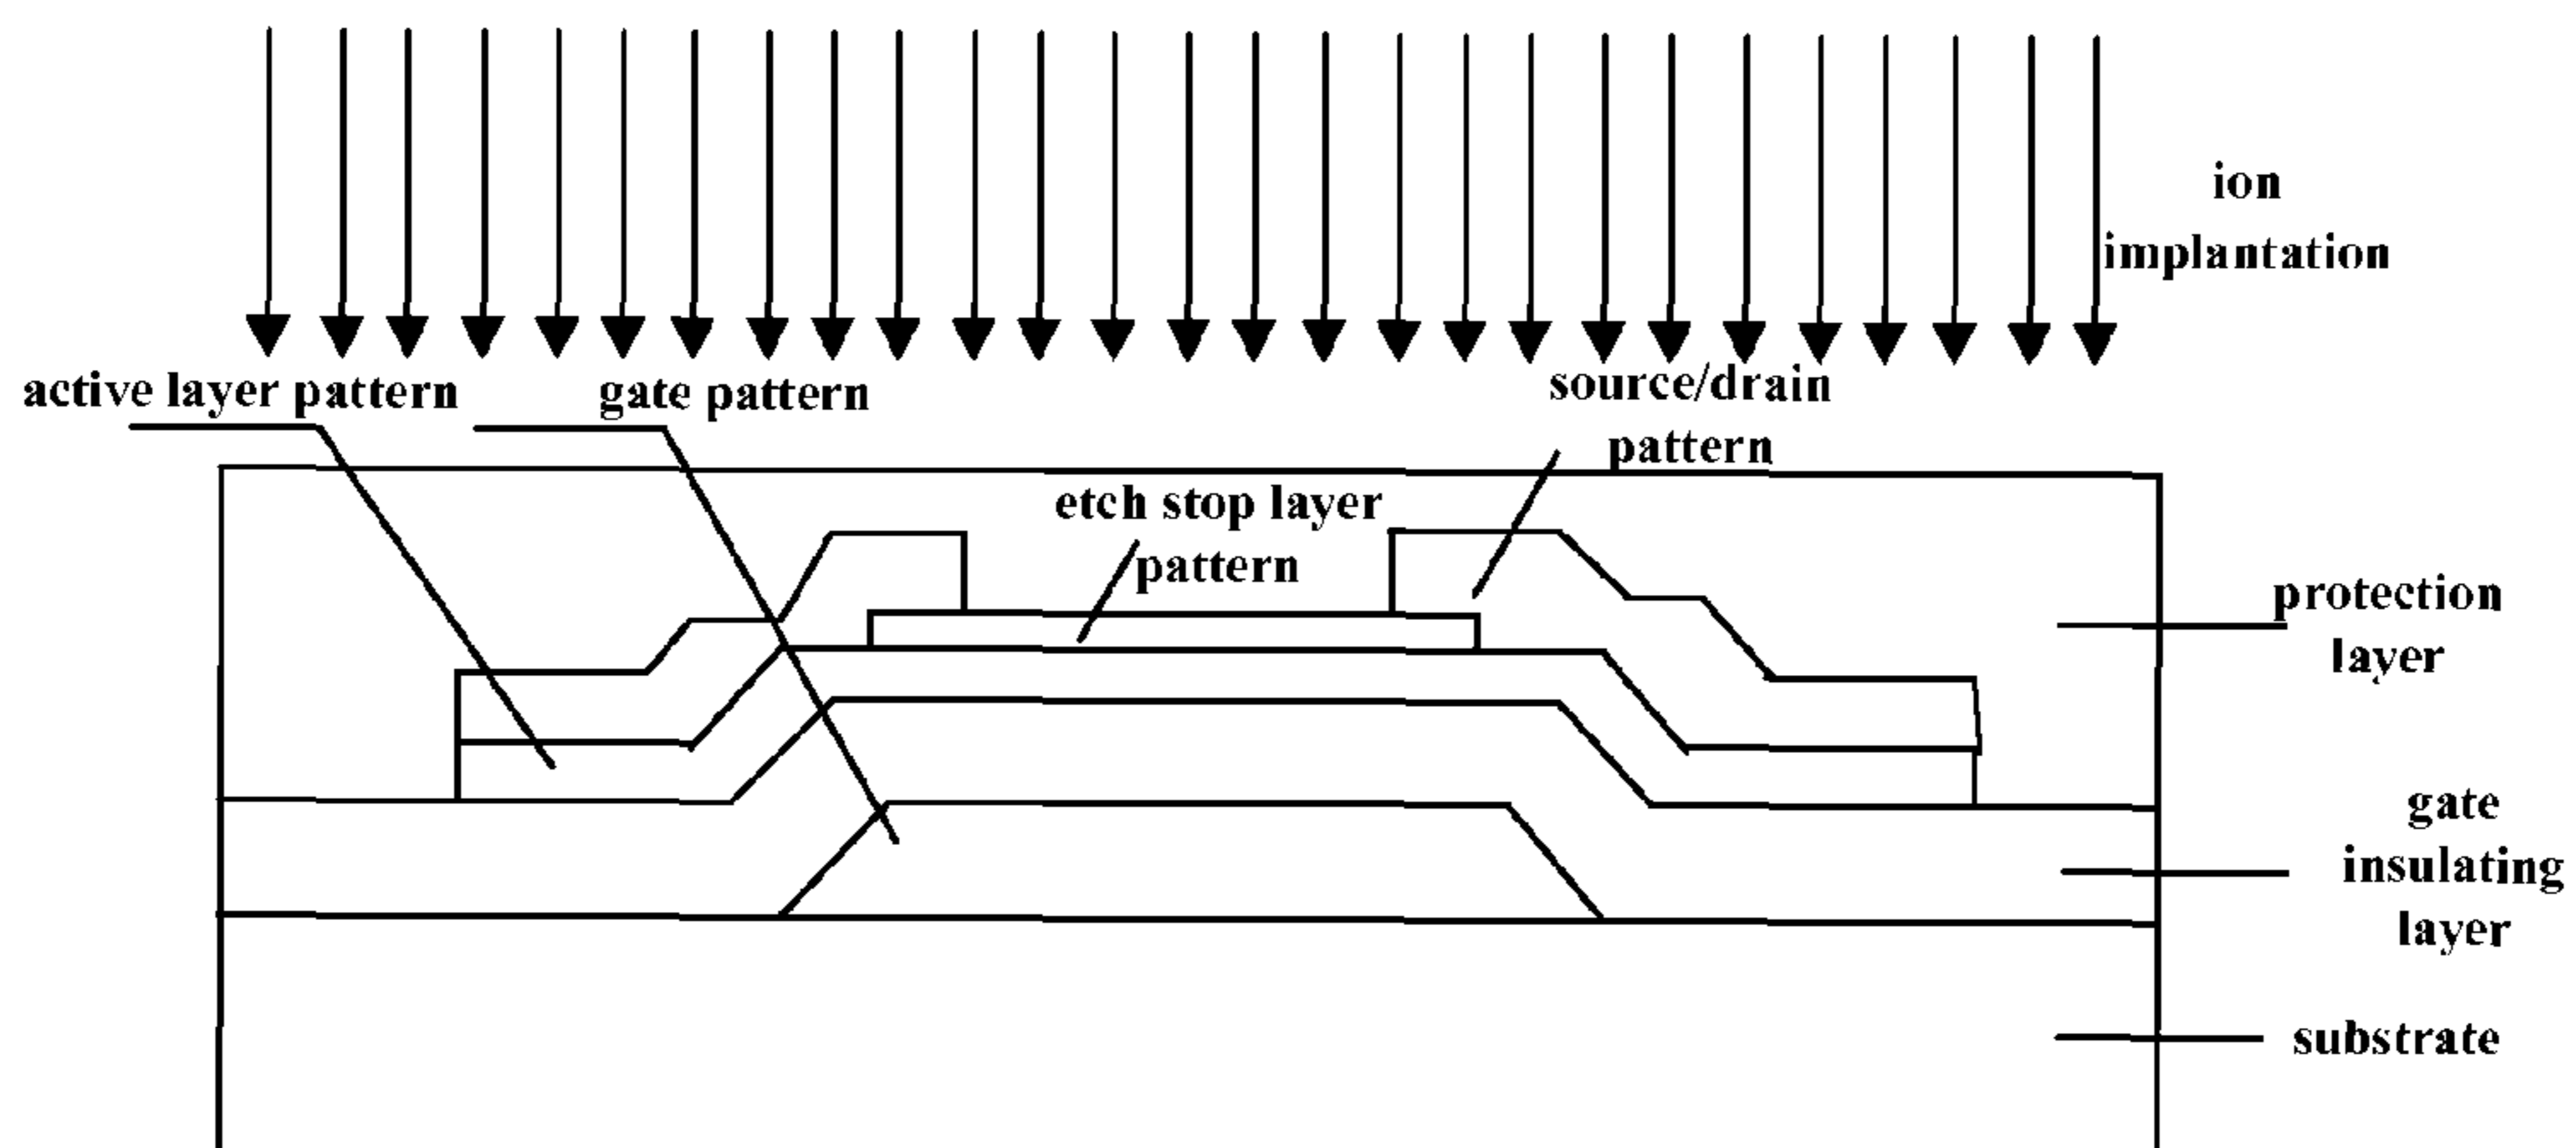 ion
implantation
active layer pattern
gate pattern
source/drain
pattern
etch stop layer
pattern
protection
layer
gate
insulating
layer
substrate